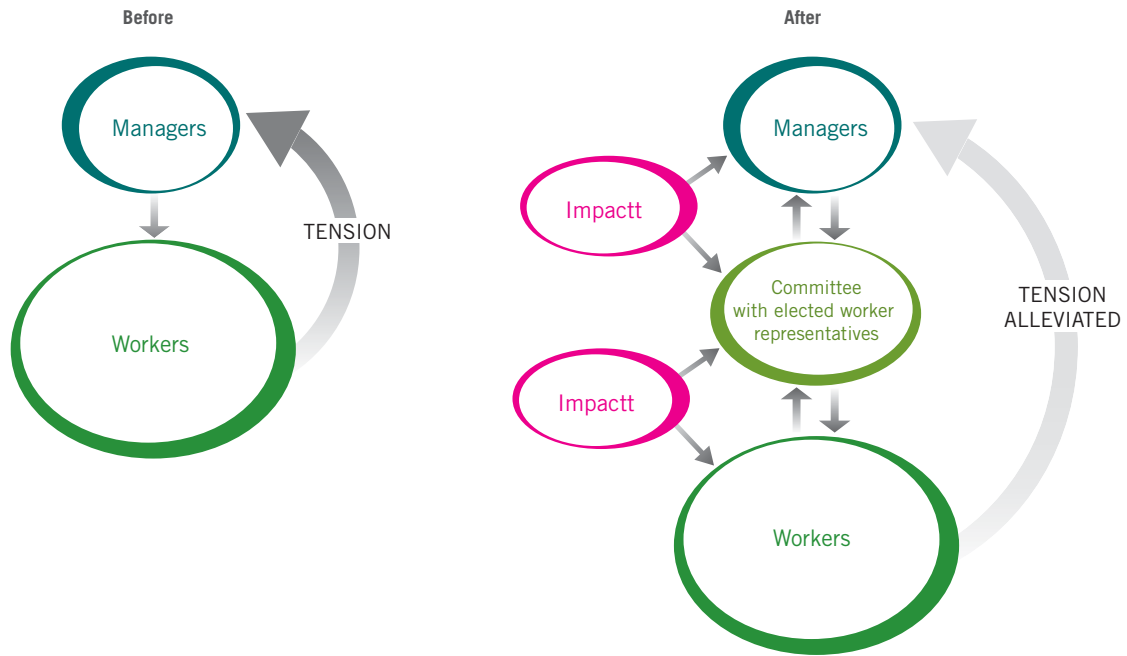 Before
Managers
TENSION
Workers
After
Managers
Impactt
Committee
with elected worker
representatives
TENSION
ALLEVIATED
Impactt
Workers